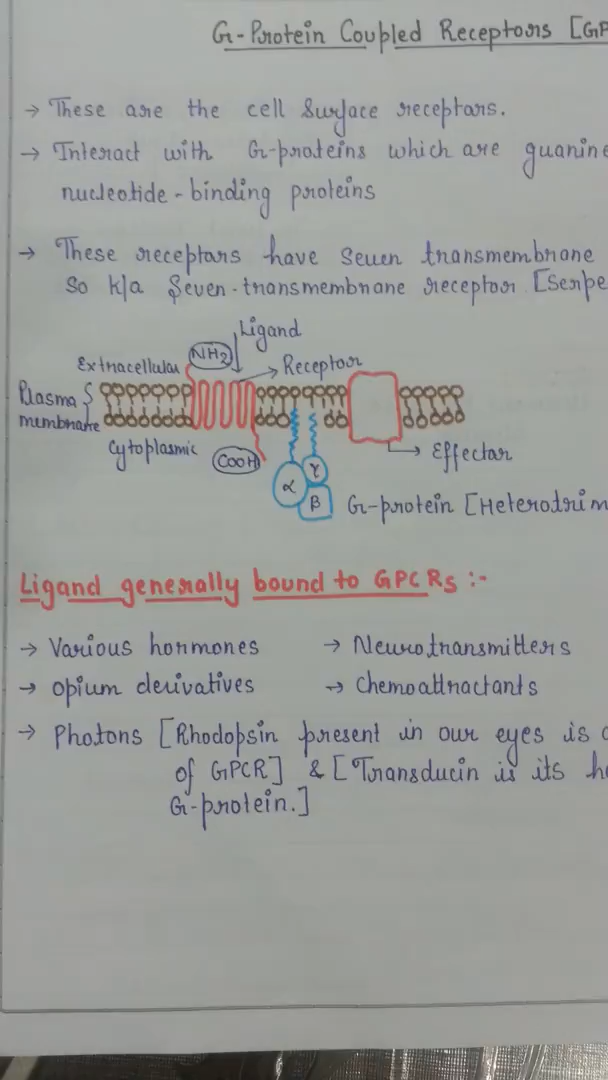 G-Protein Coupled Receptors [GP
→ These are the cell surface receptors.
→ Interact with G-proteins which are guanine
nucleotide-binding proteins
→ These receptors have seven transmembrane
So k/a Seven-transmembrane receptor [Serpe
Ligand
NH2
Extracellular
Receptor
Plasma
membrane
Cytoplasmic
COOH
Effector
α
γ
β
G-protein [Heterotrim
Ligand generally bound to GPCRs :-
→ Various hormones → Neurotransmitters
→ Opium derivatives → Chemoattractants
→ Photons [Rhodopsin present in our eyes is
of GPCR] & [Transducin is its h
G-protein.]